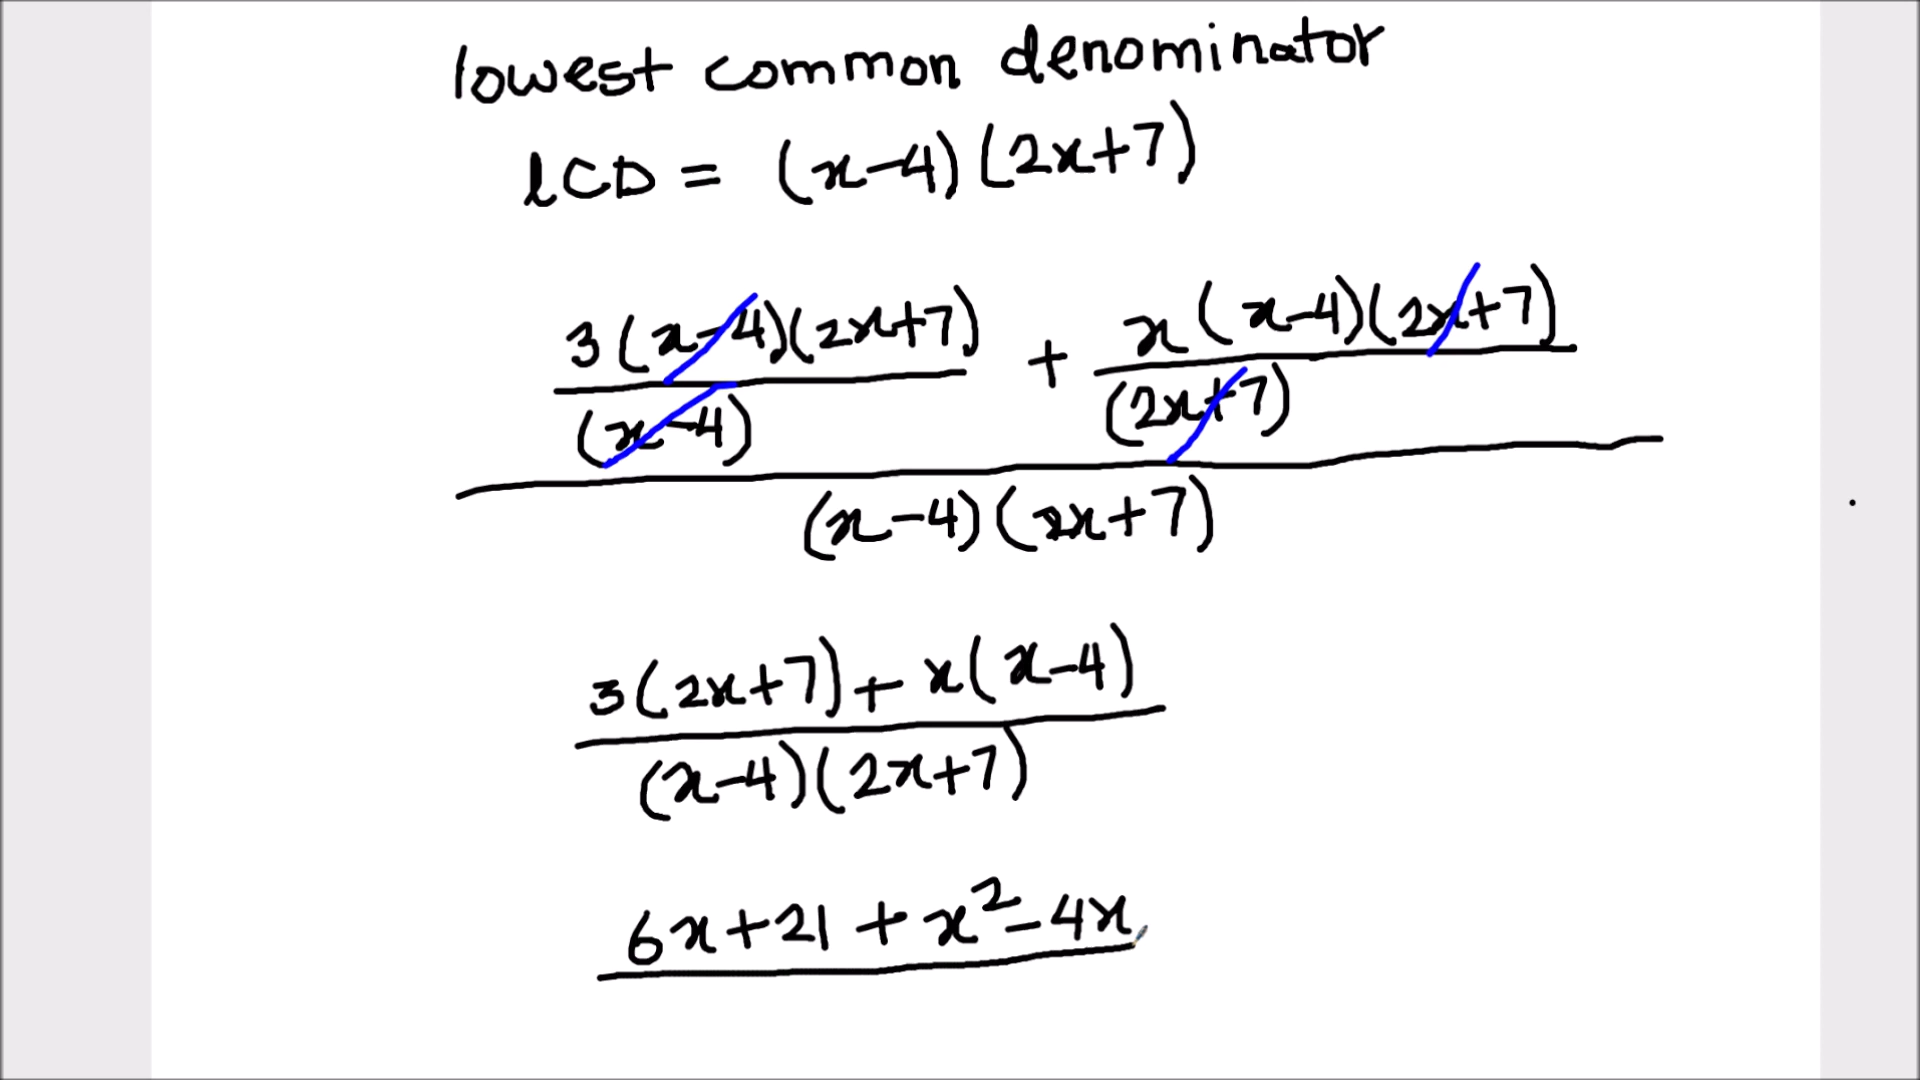 lowest common denominator
lCD = (x-4)(2x+7)
3(x-4)(2x+7) + x(x-4)(2x+7)
(x-4) (2x+7)
(x-4)(2x+7)
3(2x+7)+x(x-4)
(x-4)(2x+7)
6x+21+x²-4x